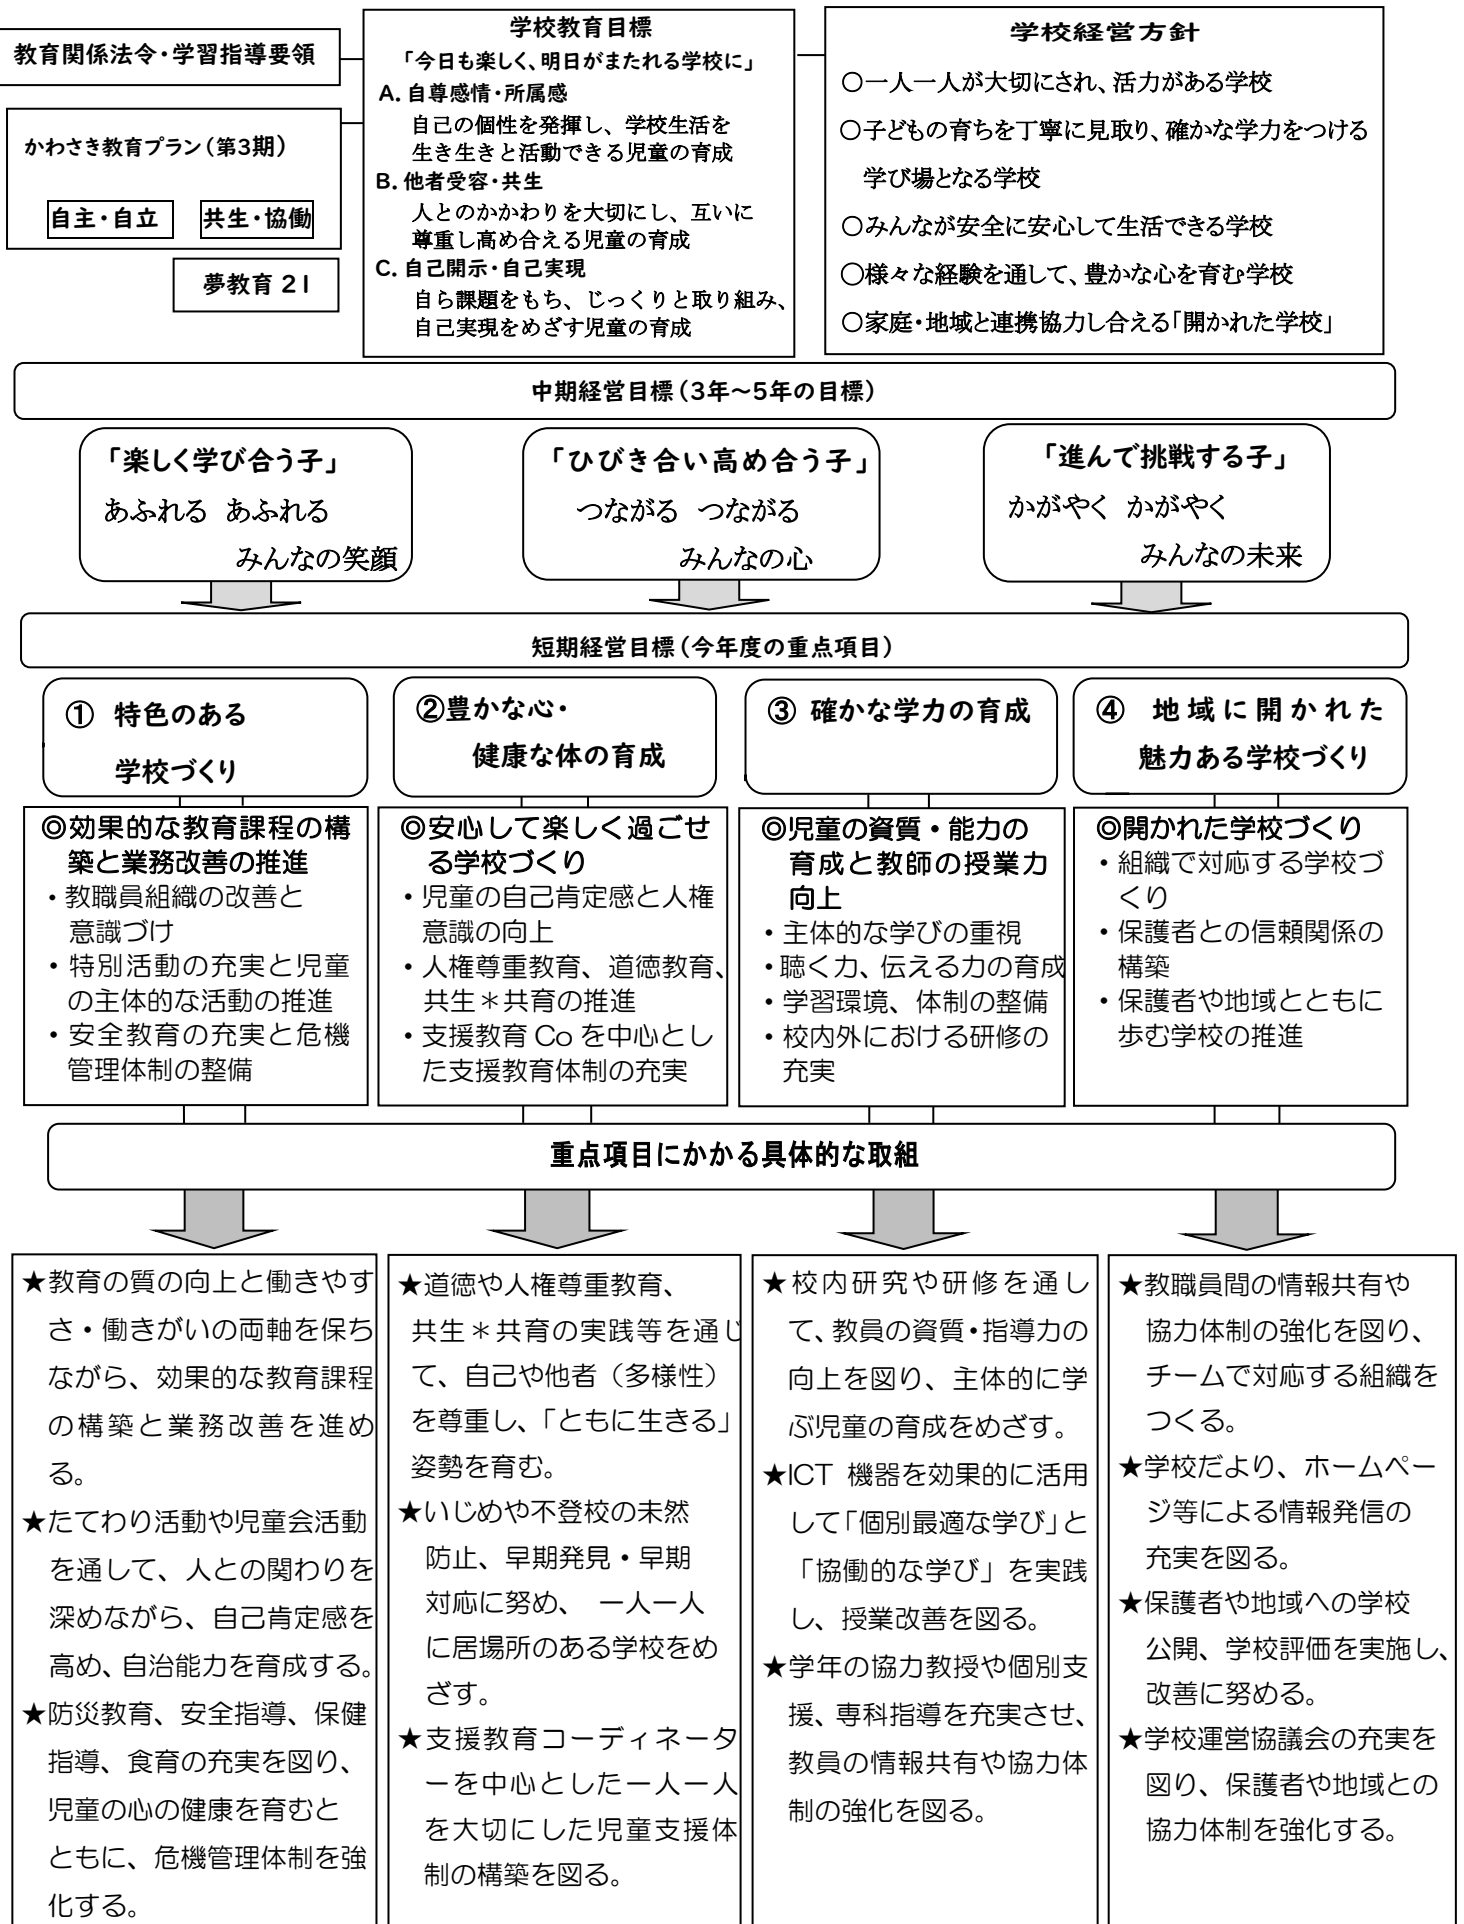 教育関係法令・学習指導要領
かわさき教育プラン(第3期)
自主・自立 共生・協働
夢教育21
学校教育目標
「今日も楽しく、明日がまたれる学校に」
A.自尊感情・所属感
自己の個性を発揮し、学校生活を
生き生きと活動できる児童の育成
B.他者受容・共生
人とのかかわりを大切にし、互いに
尊重し高め合える児童の育成
C.自己開示・自己実現
自ら課題をもち、じっくりと取り組み、
自己実現をめざす児童の育成
学校経営方針
○一人一人が大切にされ、活力がある学校
○子どもの育ちを丁寧に見取り、確かな学力をつける
学び場となる学校
○みんなが安全に安心して生活できる学校
○様々な経験を通して、豊かな心を育む学校
○家庭・地域と連携協力し合える「開かれた学校」
中期経営目標(3年~5年の目標)
「楽しく学び合う子」
あふれる あふれる
みんなの笑顔
「ひびき合い高め合う子」
つながる つながる
みんなの心
「進んで挑戦する子」
かがやく かがやく
みんなの未来
短期経営目標(今年度の重点項目)
① 特色のある
学校づくり
②豊かな心・
健康な体の育成
③ 確かな学力の育成
④ 地域に開かれた
魅力ある学校づくり
◎効果的な教育課程の構
築と業務改善の推進
・教職員組織の改善と
意識づけ
・特別活動の充実と児童
の主体的な活動の推進
・安全教育の充実と危機
管理体制の整備
◎安心して楽しく過ごせ
る学校づくり
・児童の自己肯定感と人権
意識の向上
・人権尊重教育、道徳教育、
共生*共育の推進
・支援教育Coを中心とし
た支援教育体制の充実
◎児童の資質・能力の
育成と教師の授業力
向上
・主体的な学びの重視
・聴く力、伝える力の育成
・学習環境、体制の整備
・校内外における研修の
充実
◎開かれた学校づくり
・組織で対応する学校づ
くり
・保護者との信頼関係の
構築
・保護者や地域とともに
歩む学校の推進
重点項目にかかる具体的な取組
★教育の質の向上と働きやす
さ・働きがいの両軸を保ち
ながら、効果的な教育課程
の構築と業務改善を進め
る。
★たてわり活動や児童会活動
を通して、人との関わりを
深めながら、自己肯定感を
高め、自治能力を育成する。
★防災教育、安全指導、保健
指導、食育の充実を図り、
児童の心の健康を育むと
ともに、危機管理体制を強
化する。
★道徳や人権尊重教育、
共生*共育の実践等を通じ
て、自己や他者(多様性)
を尊重し、「ともに生きる」
姿勢を育む。
★いじめや不登校の未然
防止、早期発見・早期
対応に努め、 一人一人
に居場所のある学校をめ
ざす。
★支援教育コーディネータ
ーを中心とした一人一人
を大切にした児童支援体
制の構築を図る。
★校内研究や研修を通し
て、教員の資質・指導力の
向上を図り、主体的に学
ぶ児童の育成をめざす。
★ICT 機器を効果的に活用
して「個別最適な学び」と
「協働的な学び」を実践
し、授業改善を図る。
★学年の協力教授や個別支
援、専科指導を充実させ、
教員の情報共有や協力体
制の強化を図る。
★教職員間の情報共有や
協力体制の強化を図り、
チームで対応する組織を
つくる。
★学校だより、ホームペー
ジ等による情報発信の
充実を図る。
★保護者や地域への学校
公開、学校評価を実施し、
改善に努める。
★学校運営協議会の充実を
図り、保護者や地域との
協力体制を強化する。